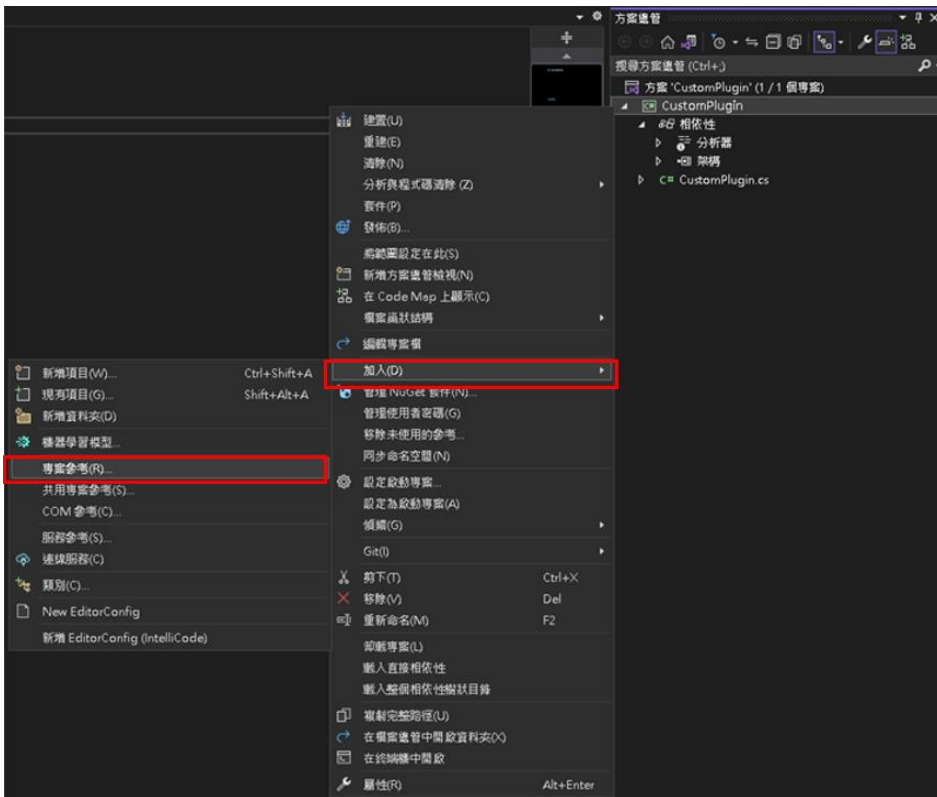 方案總管
搜尋方案總管 (Ctrl+;)
方案 'CustomPlugin' (1 / 1 個專案)
CustomPlugin
相依性
分析器
架構
C# CustomPlugin.cs
建置(U)
重建(E)
清除(N)
分析與程式碼清除 (Z)
套件(P)
發佈(B)...
將範圍設定在此(S)
新增方案總管檢視(N)
在 Code Map 上顯示(C)
檔案巢狀結構
編輯專案檔
加入(D)
管理 NuGet 套件(N)...
管理使用者密碼(G)
移除未使用的參考...
同步命名空間(N)
設定啟動專案...
設定為啟動專案(A)
偵錯(G)
Git(I)
剪下(T) Ctrl+X
移除(V) Del
重新命名(M) F2
卸載專案(L)
載入直接相依性
載入整個相依性樹狀目錄
複製完整路徑(U)
在檔案總管中開啟資料夾(X)
在終端機中開啟
屬性(R) Alt+Enter
新增項目(W)... Ctrl+Shift+A
現有項目(G)... Shift+Alt+A
新增資料夾(D)
機器學習模型...
專案參考(R)...
共用專案參考(S)...
COM 參考(C)...
服務參考(S)...
連線服務(C)
類別(C)...
New EditorConfig
新增 EditorConfig (IntelliCode)